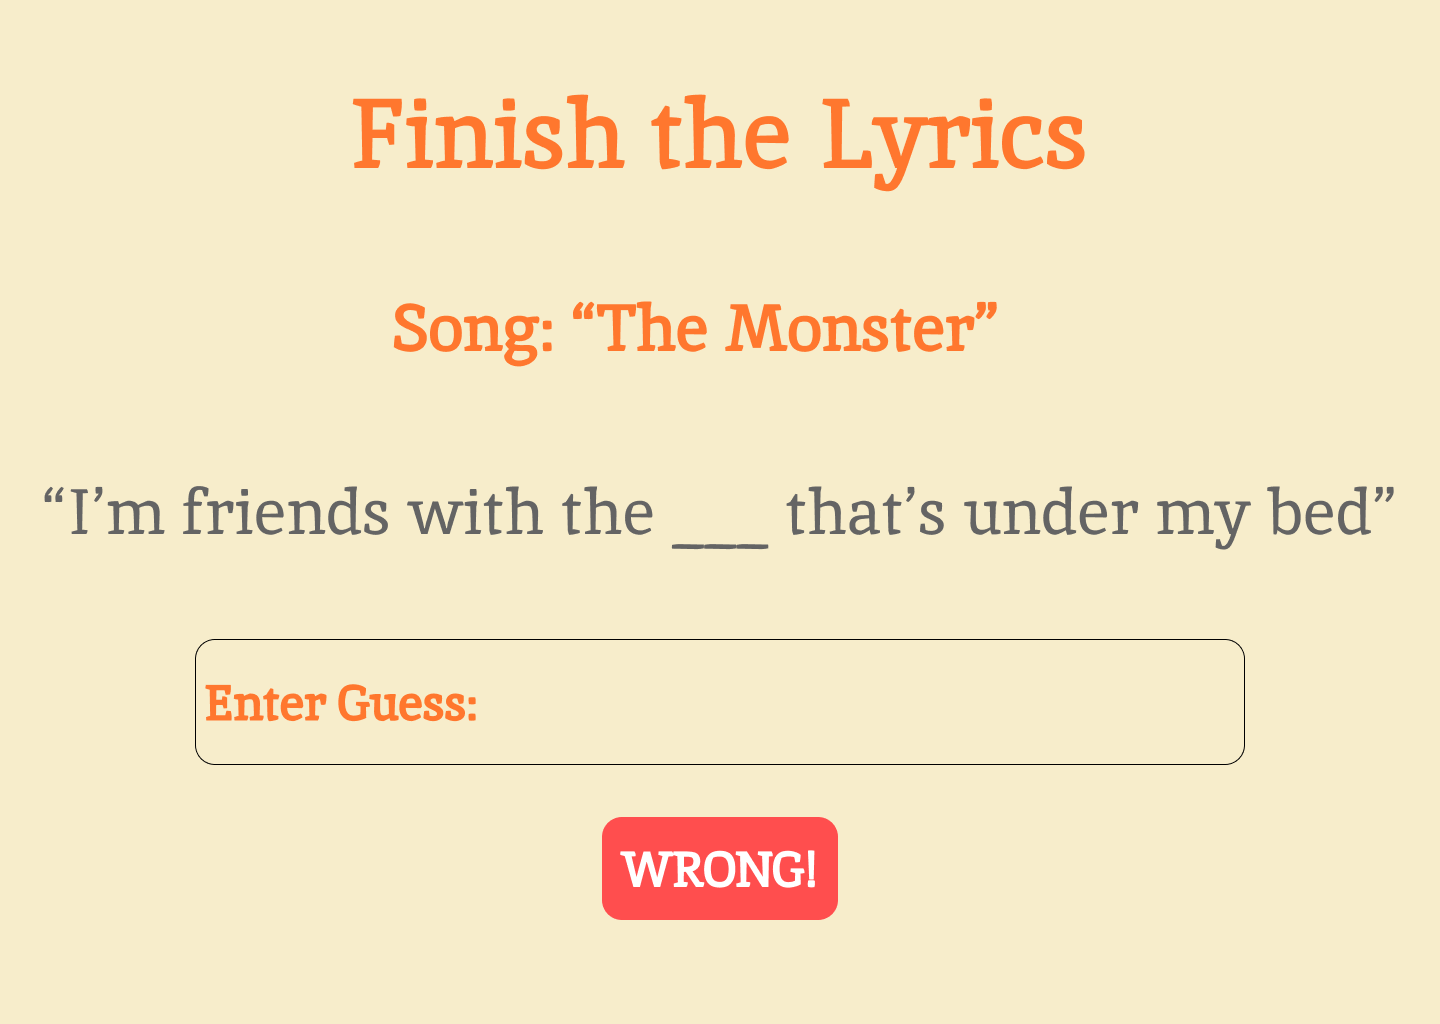 Finish the Lyrics
Song: “The Monster”
“I’m friends with the ___ that’s under my bed”
Enter Guess:
WRONG!